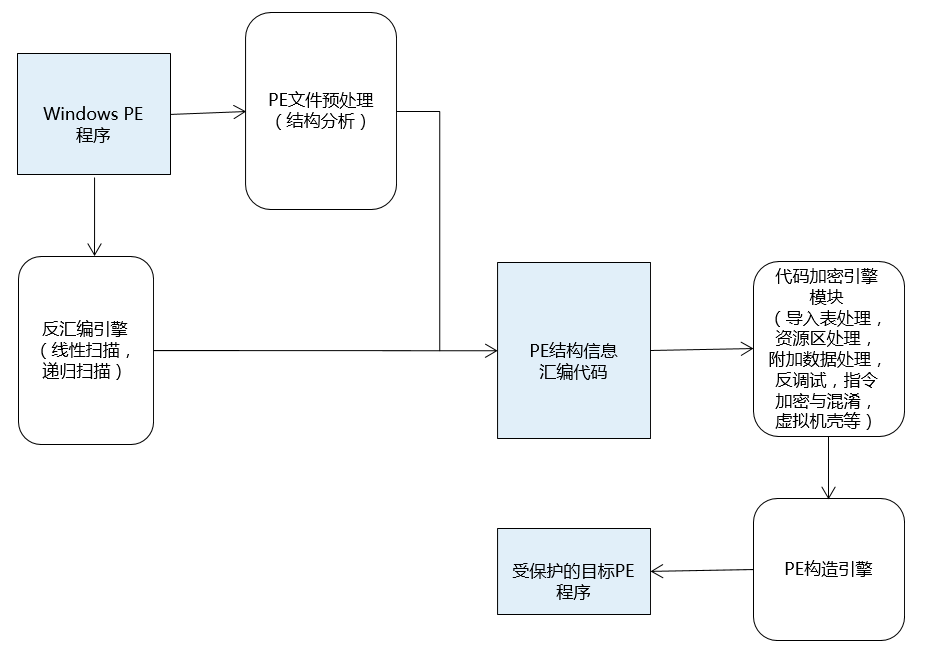 Windows PE
程序
PE文件预处理
（结构分析）
反汇编引擎
（线性扫描，
递归扫描）
PE结构信息
汇编代码
代码加密引擎
模块
（导入表处理，
资源区处理，
附加数据处理，
反调试，指令
加密与混淆，
虚拟机壳等）
PE构造引擎
受保护的目标PE
程序